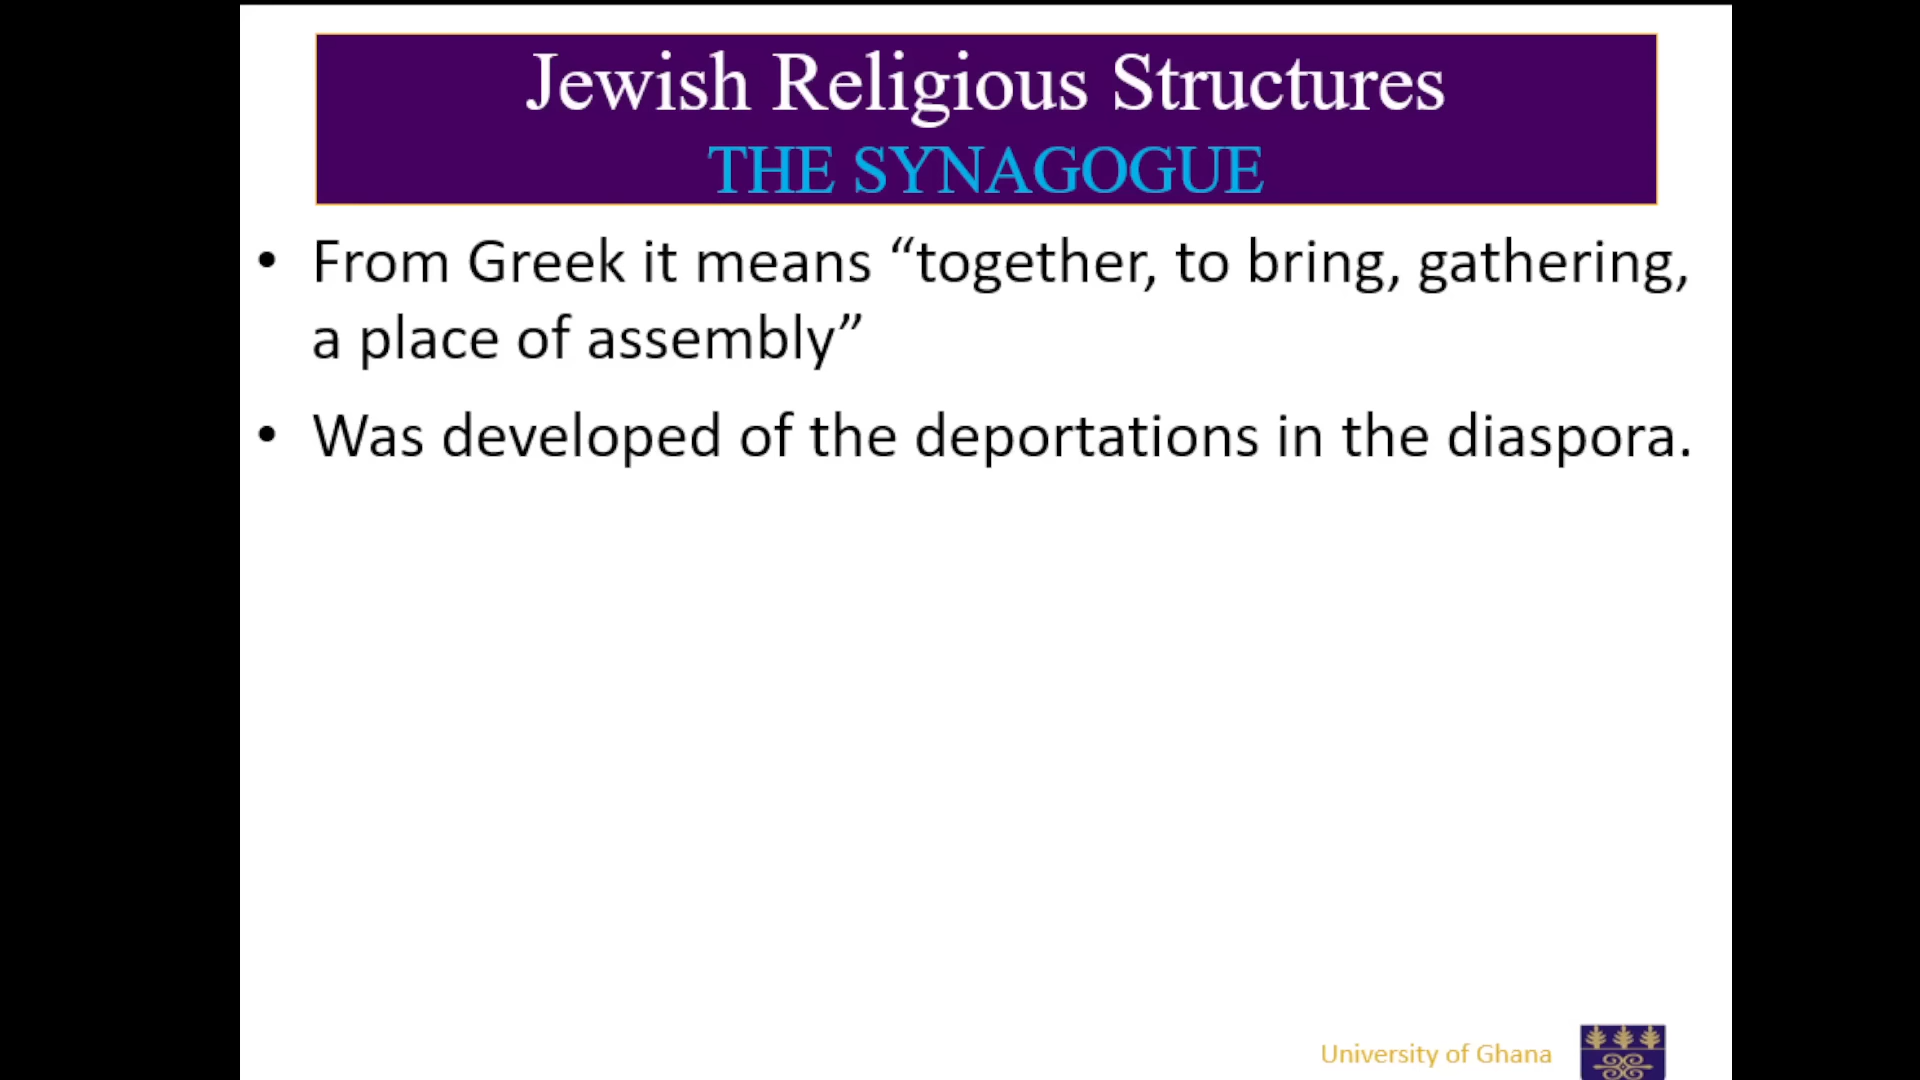 Jewish Religious Structures
THE SYNAGOGUE
• From Greek it means “together, to bring, gathering,
a place of assembly”
• Was developed of the deportations in the diaspora.
University of Ghana